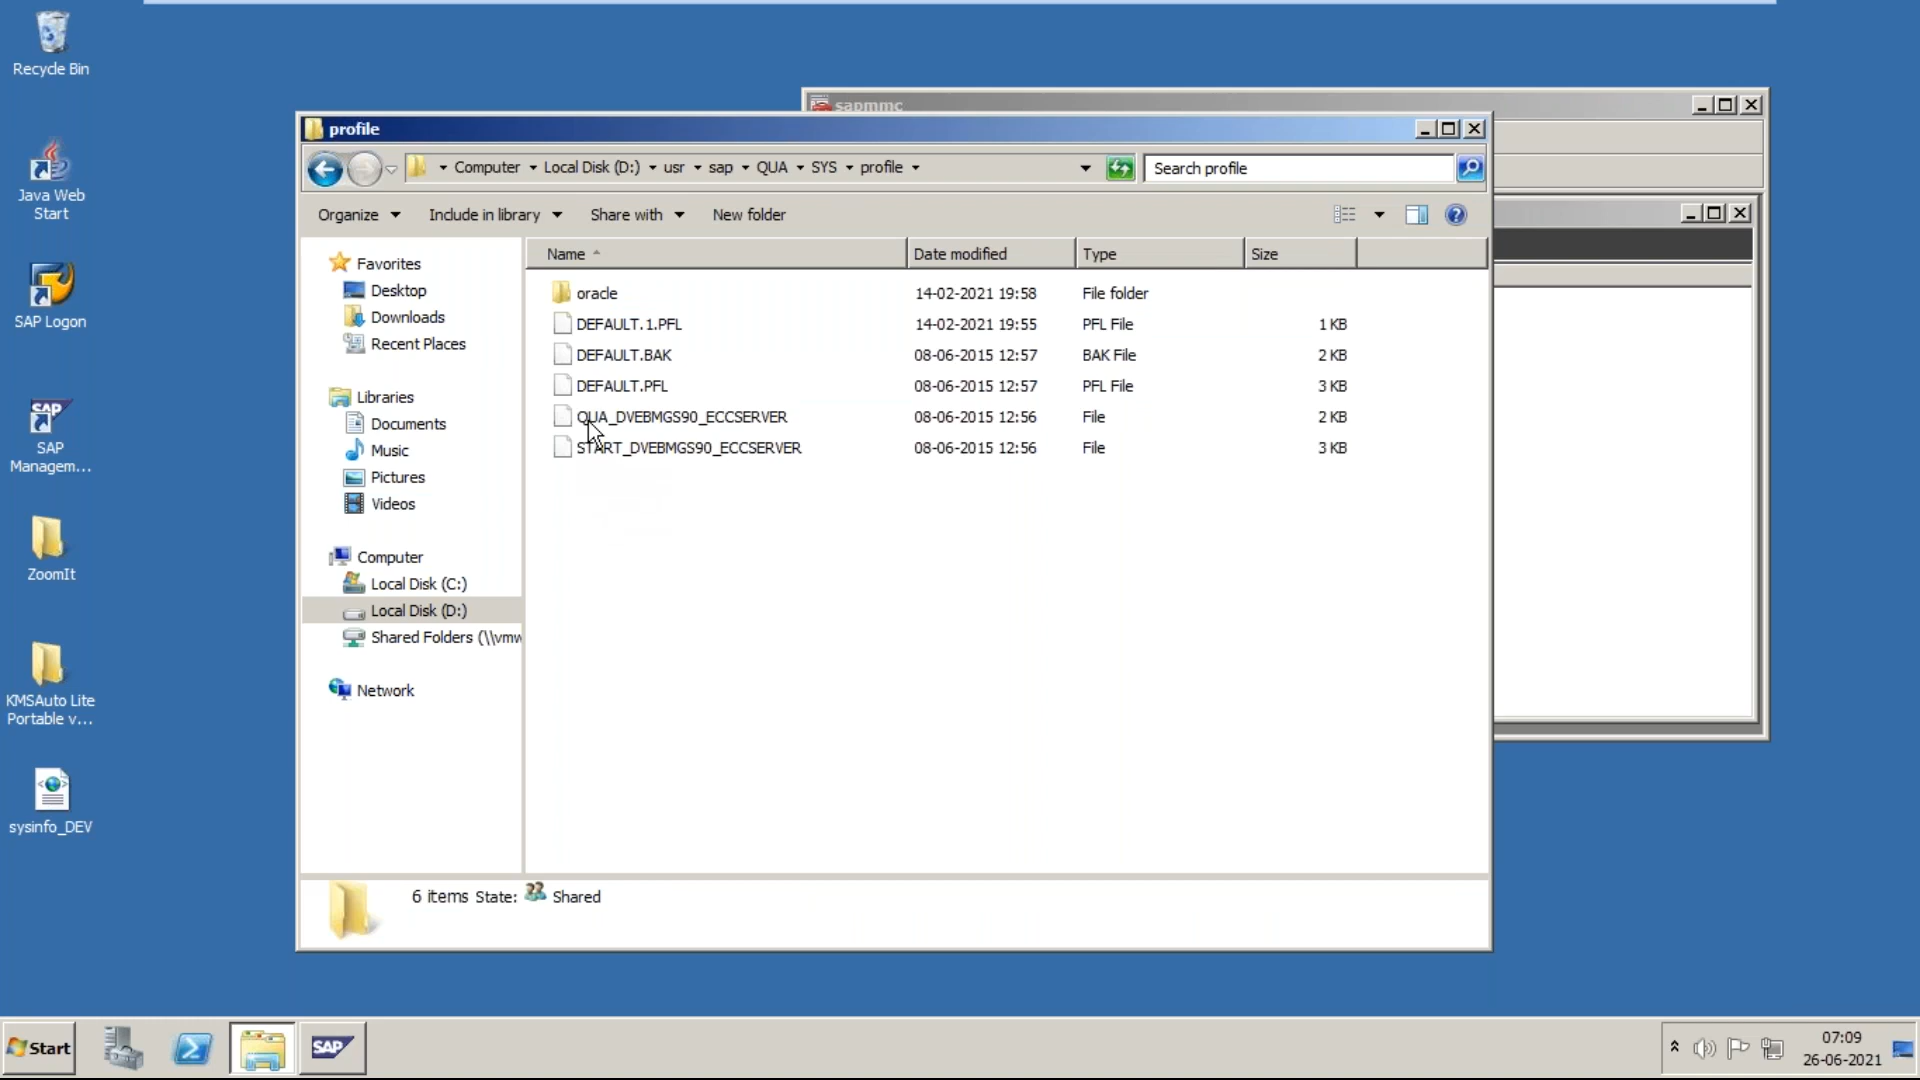 Recycle Bin
Java Web
Start
SAP Logon
SAP
SAP
Managem...
ZoomIt
KMSAuto Lite
Portable v...
sysinfo_DEV
sapmmc
profile
Computer
Local Disk (D:)
usr
sap
QUA
SYS
profile
Search profile
Organize
Include in library
Share with
New folder
Favorites
Desktop
Downloads
Recent Places
Libraries
Documents
Music
Pictures
Videos
Computer
Local Disk (C:)
Local Disk (D:)
Shared Folders (\\vmw
Network
Name Date modified Type Size
oracle 14-02-2021 19:58 File folder
DEFAULT.1.PFL 14-02-2021 19:55 PFL File 1 KB
DEFAULT.BAK 08-06-2015 12:57 BAK File 2 KB
DEFAULT.PFL 08-06-2015 12:57 PFL File 3 KB
QUA_DVEBMGS90_ECCSERVER 08-06-2015 12:56 File 2 KB
START_DVEBMGS90_ECCSERVER 08-06-2015 12:56 File 3 KB
6 items State: Shared
Start
SAP
07:09
26-06-2021